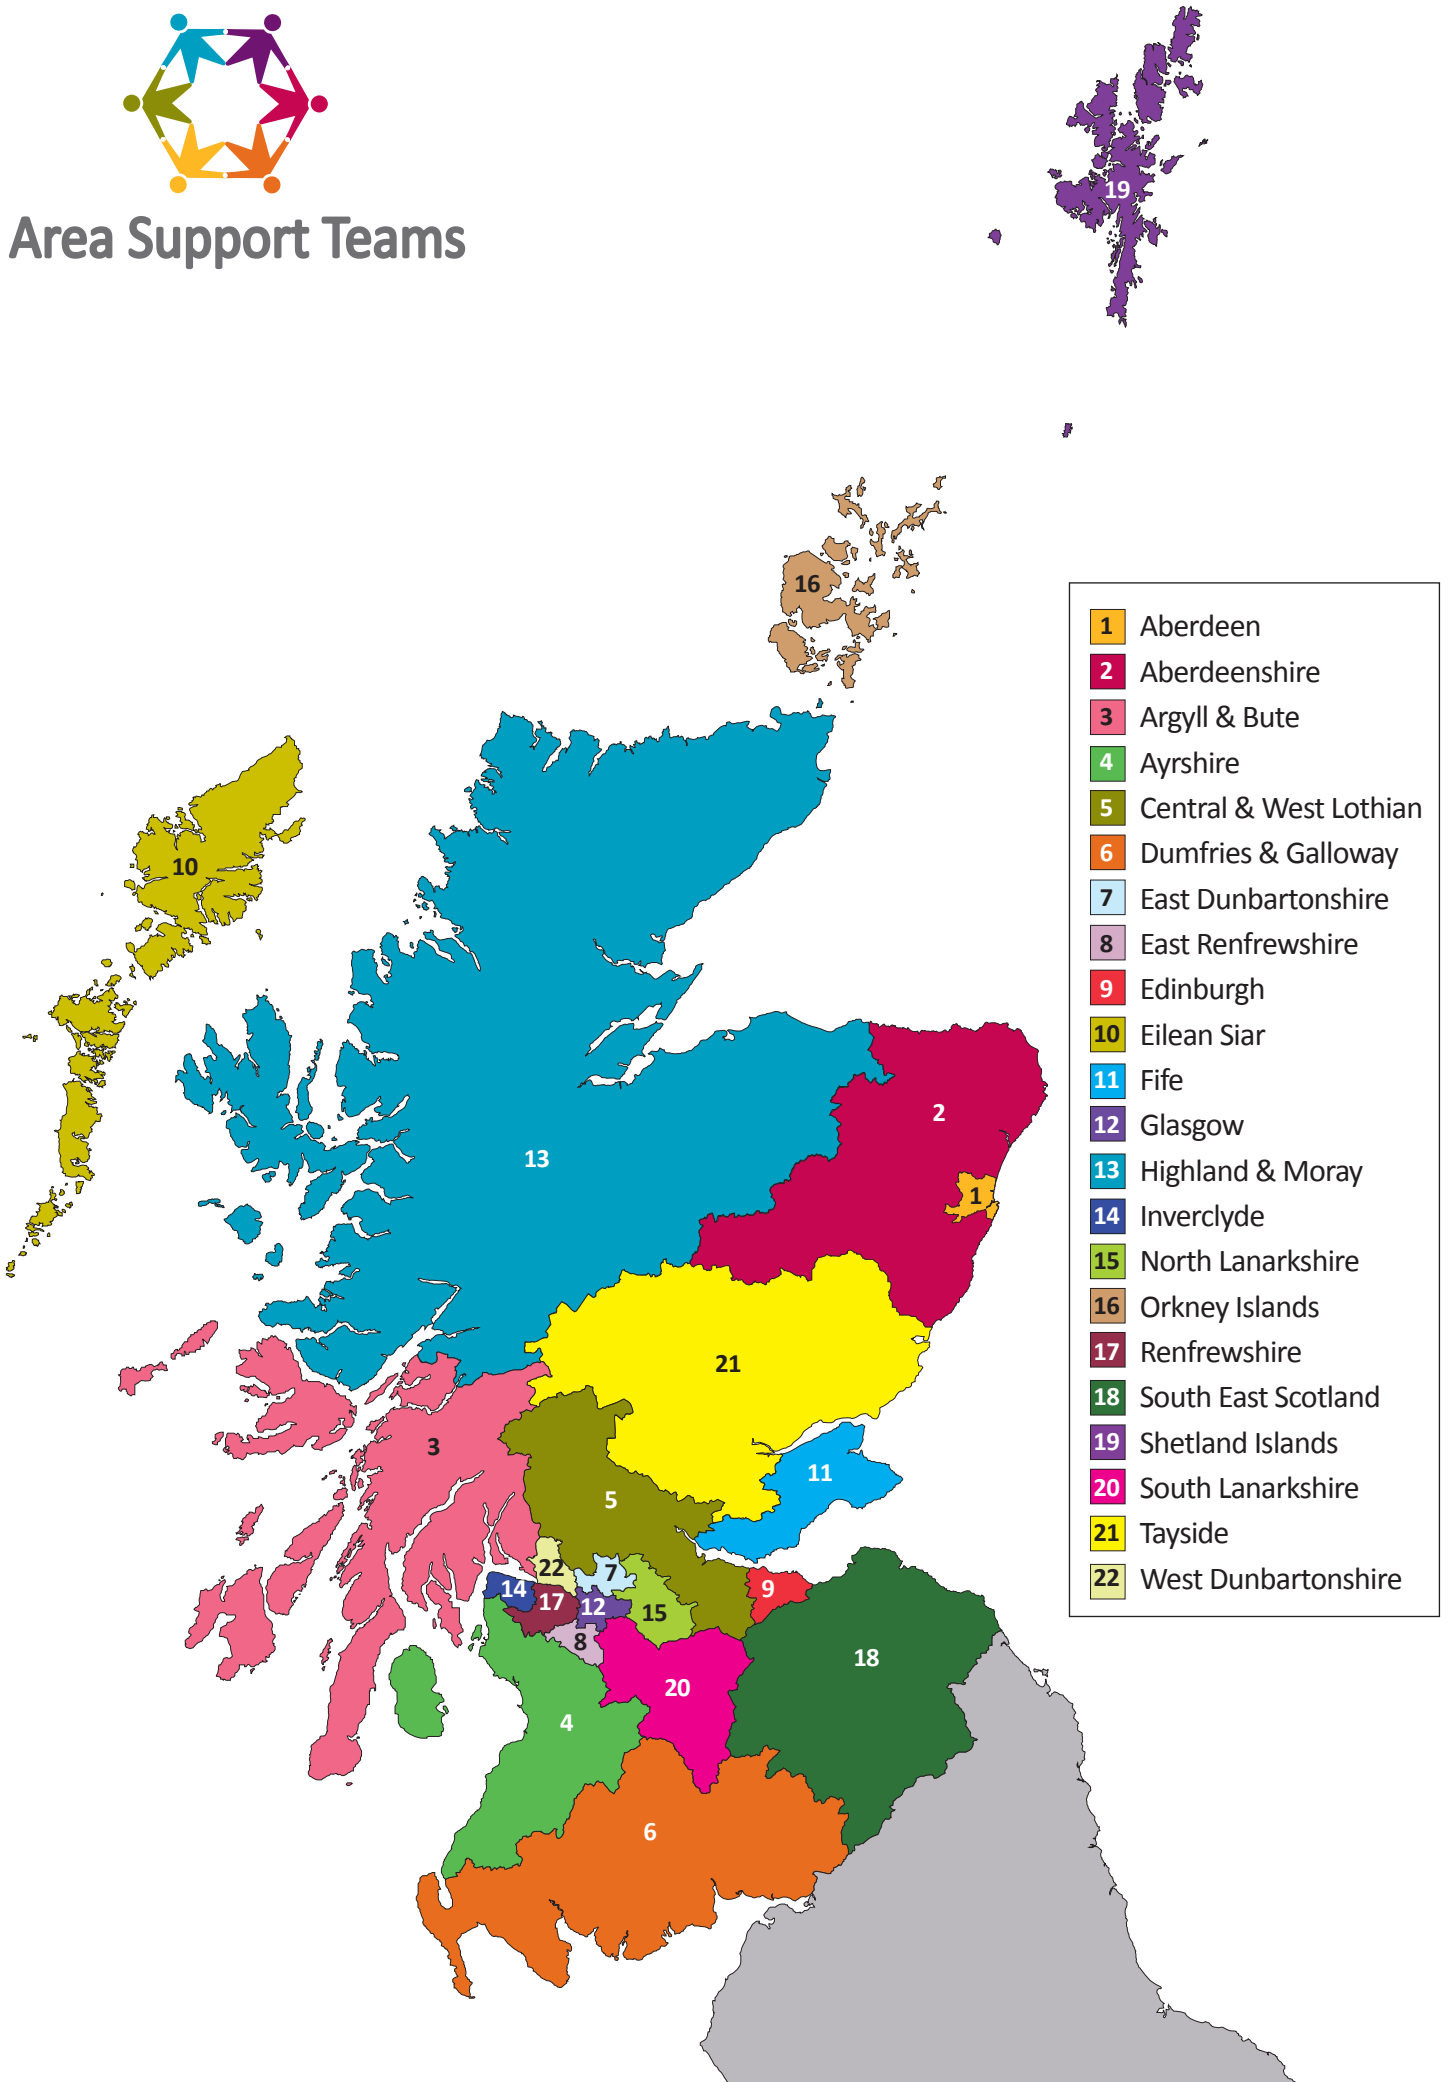 Area Support Teams
19
16
10
13
2
1
21
3
11
5
22
7
14
17
12
9
15
8
18
20
4
6
1 Aberdeen
2 Aberdeenshire
3 Argyll & Bute
4 Ayrshire
5 Central & West Lothian
6 Dumfries & Galloway
7 East Dunbartonshire
8 East Renfrewshire
9 Edinburgh
10 Eilean Siar
11 Fife
12 Glasgow
13 Highland & Moray
14 Inverclyde
15 North Lanarkshire
16 Orkney Islands
17 Renfrewshire
18 South East Scotland
19 Shetland Islands
20 South Lanarkshire
21 Tayside
22 West Dunbartonshire